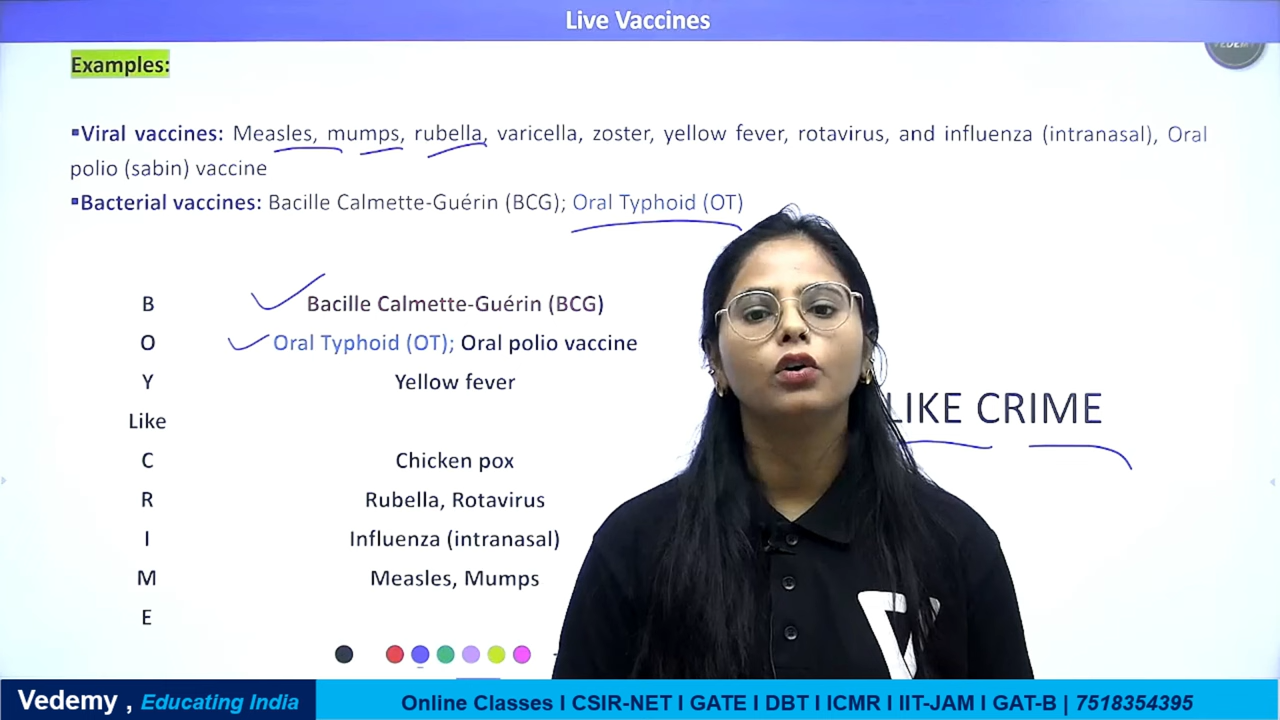 Live Vaccines
VEDEMY
Examples:
▪Viral vaccines: Measles, mumps, rubella, varicella, zoster, yellow fever, rotavirus, and influenza (intranasal), Oral
polio (sabin) vaccine
▪Bacterial vaccines: Bacille Calmette-Guérin (BCG); Oral Typhoid (OT)
B Bacille Calmette-Guérin (BCG)
O Oral Typhoid (OT); Oral polio vaccine
Y Yellow fever
LIKE CRIME
Like
C Chicken pox
R Rubella, Rotavirus
I Influenza (intranasal)
M Measles, Mumps
E
Vedemy , Educating India
Online Classes I CSIR-NET I GATE I DBT I ICMR I IIT-JAM I GAT-B | 7518354395